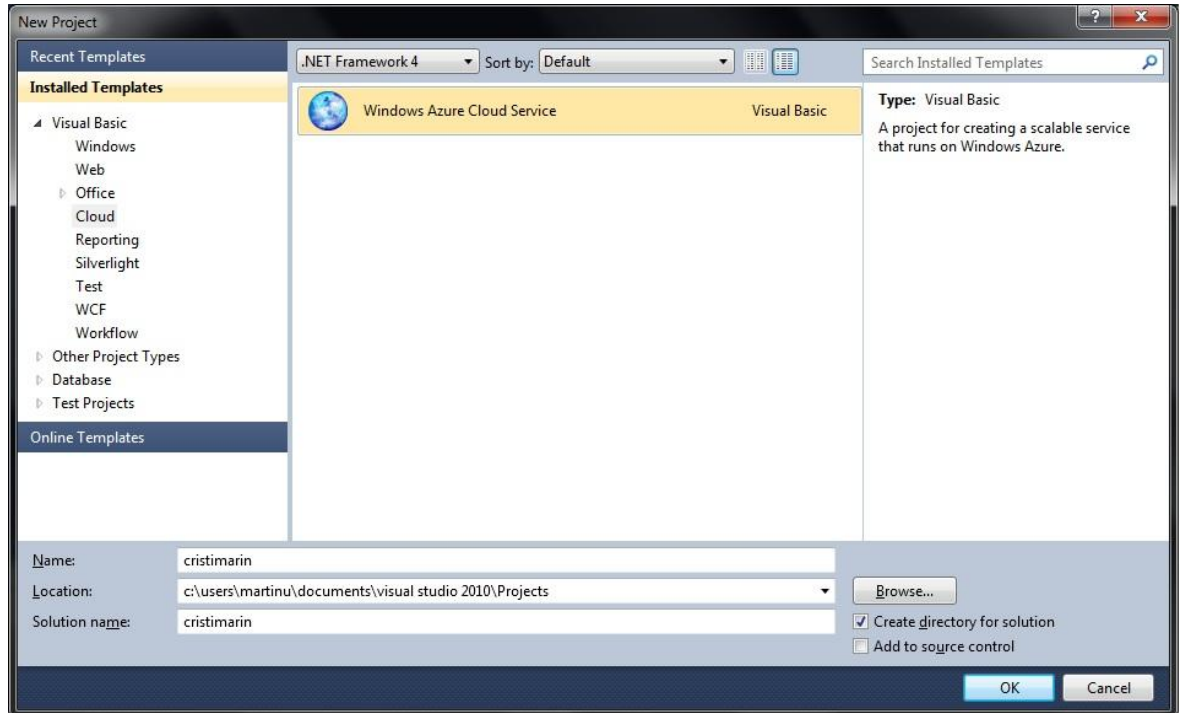 New Project
Recent Templates
Installed Templates
Visual Basic
Windows
Web
Office
Cloud
Reporting
Silverlight
Test
WCF
Workflow
Other Project Types
Database
Test Projects
Online Templates
.NET Framework 4 Sort by: Default
Windows Azure Cloud Service Visual Basic
Search Installed Templates
Type: Visual Basic
A project for creating a scalable service
that runs on Windows Azure.
Name: cristimarin
Location: c:\users\martinu\documents\visual studio 2010\Projects Browse...
Solution name: cristimarin Create directory for solution
Add to source control
OK Cancel